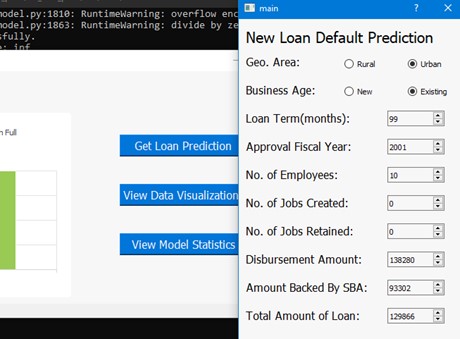 model.py:1810: RuntimeWarning: overflow enc
model.py:1863: RuntimeWarning: divide by ze
sfully.
e: inf
n Full
Get Loan Prediction
View Data Visualization
View Model Statistics
main
New Loan Default Prediction
Geo. Area: Rural Urban
Business Age: New Existing
Loan Term(months): 99
Approval Fiscal Year: 2001
No. of Employees: 10
No. of Jobs Created: 0
No. of Jobs Retained: 0
Disbursement Amount: 138280
Amount Backed By SBA: 93302
Total Amount of Loan: 129866